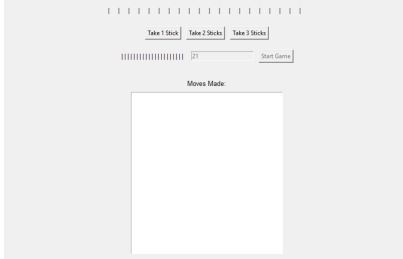 | | | | | | | | | | | | | | | | | | | |
Take 1 Stick Take 2 Sticks Take 3 Sticks
||||||||||||||||||||| 21 Start Game
Moves Made: